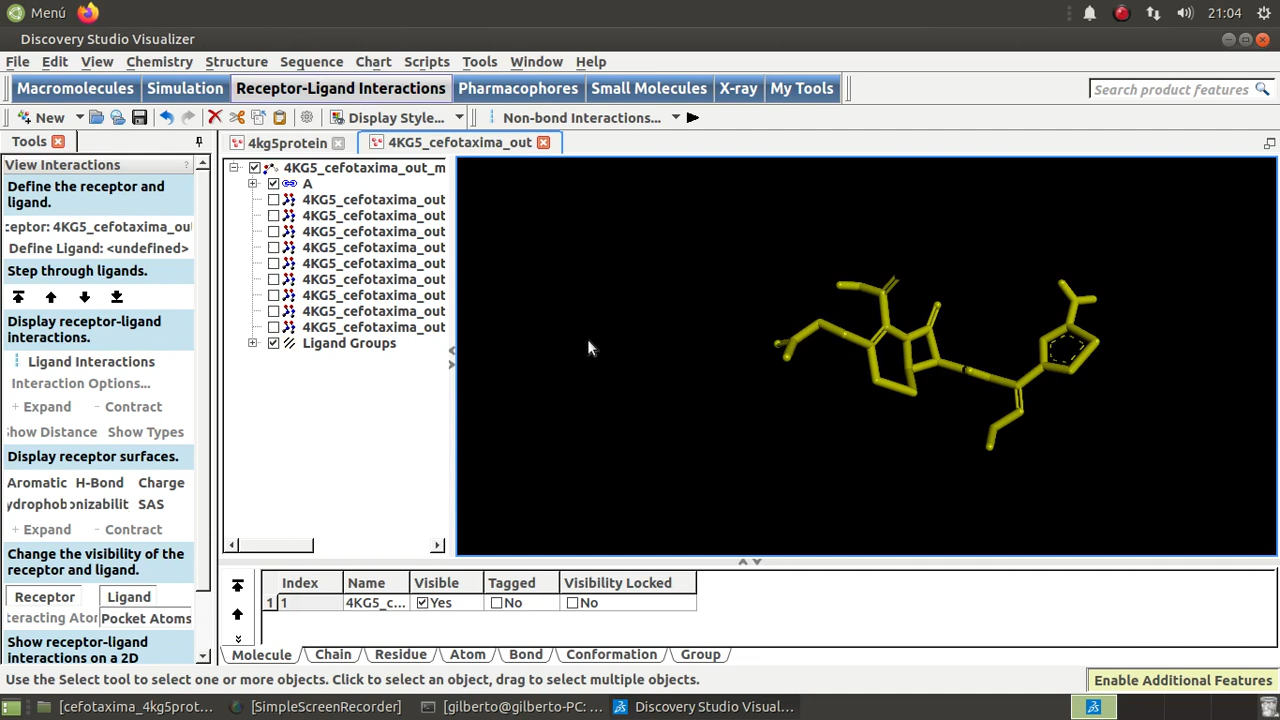 Menú 21:04
Discovery Studio Visualizer
File Edit View Chemistry Structure Sequence Chart Scripts Tools Window Help
Macromolecules Simulation Receptor-Ligand Interactions Pharmacophores Small Molecules X-ray My Tools Search product features
New Display Style... Non-bond Interactions...
Tools 4kg5protein 4KG5_cefotaxima_out
View Interactions ?
Define the receptor and
ligand.
ceptor: 4KG5_cefotaxima_ou
Define Ligand: <undefined>
Step through ligands.
Display receptor-ligand
interactions.
Ligand Interactions
Interaction Options...
+ Expand - Contract
Show Distance Show Types
Display receptor surfaces.
Aromatic H-Bond Charge
ydrophob onizabilit SAS
+ Expand - Contract
Change the visibility of the
receptor and ligand.
Receptor Ligand
teracting Aton Pocket Atoms
Show receptor-ligand
interactions on a 2D
4KG5_cefotaxima_out_m
A
4KG5_cefotaxima_out
4KG5_cefotaxima_out
4KG5_cefotaxima_out
4KG5_cefotaxima_out
4KG5_cefotaxima_out
4KG5_cefotaxima_out
4KG5_cefotaxima_out
4KG5_cefotaxima_out
4KG5_cefotaxima_out
Ligand Groups
Index Name Visible Tagged Visibility Locked
1 1 4KG5_c... Yes No No
Molecule Chain Residue Atom Bond Conformation Group
Use the Select tool to select one or more objects. Click to select an object, drag to select multiple objects. Enable Additional Features
[cefotaxima_4kg5prot... [SimpleScreenRecorder] [gilberto@gilberto-PC: ... Discovery Studio Visual...